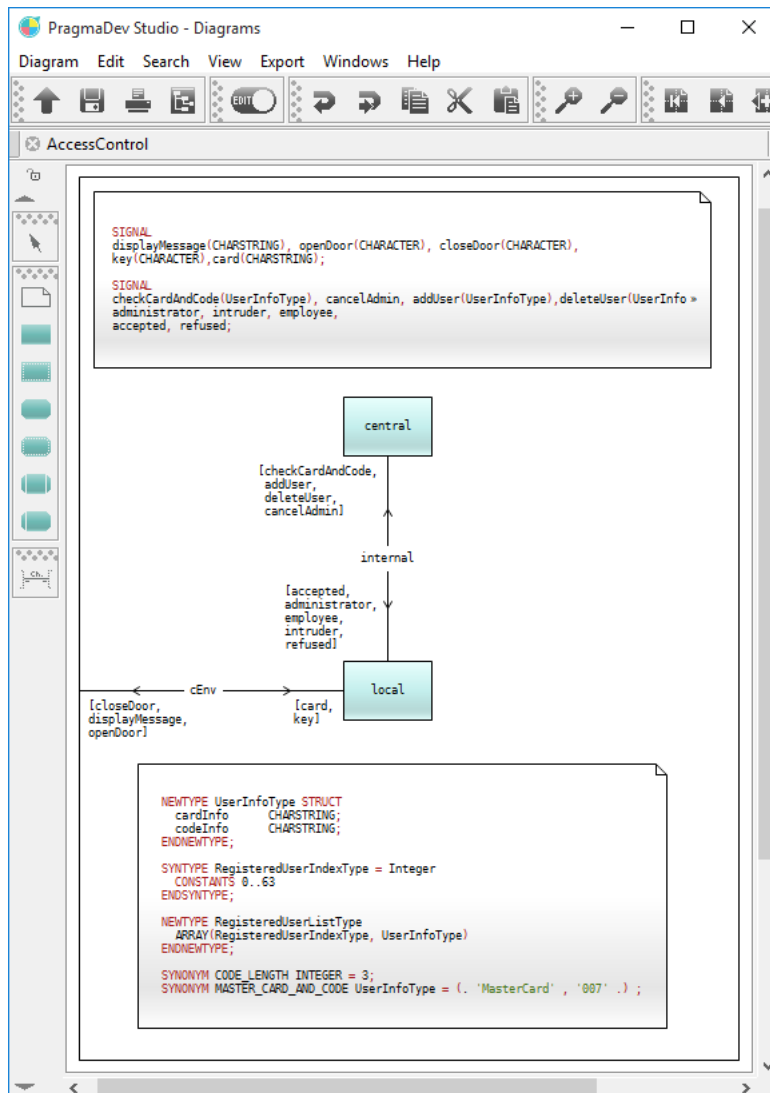 PragmaDev Studio - Diagrams
Diagram Edit Search View Export Windows Help
EDIT
AccessControl
SIGNAL
displayMessage(CHARSTRING), openDoor(CHARACTER), closeDoor(CHARACTER),
key(CHARACTER),card(CHARSTRING);
SIGNAL
checkCardAndCode(UserInfoType), cancelAdmin, addUser(UserInfoType),deleteUser(UserInfo »
administrator, intruder, employee,
accepted, refused;
central
[checkCardAndCode,
addUser,
deleteUser,
cancelAdmin]
internal
[accepted,
administrator,
employee,
intruder,
refused]
cEnv
local
[closeDoor,
displayMessage,
openDoor]
[card,
key]
Ch.
NEWTYPE UserInfoType STRUCT
cardInfo CHARSTRING;
codeInfo CHARSTRING;
ENDNEWTYPE;
SYNTYPE RegisteredUserIndexType = Integer
CONSTANTS 0..63
ENDSYNTYPE;
NEWTYPE RegisteredUserListType
ARRAY(RegisteredUserIndexType, UserInfoType)
ENDNEWTYPE;
SYNONYM CODE_LENGTH INTEGER = 3;
SYNONYM MASTER_CARD_AND_CODE UserInfoType = (. 'MasterCard' , '007' .) ;